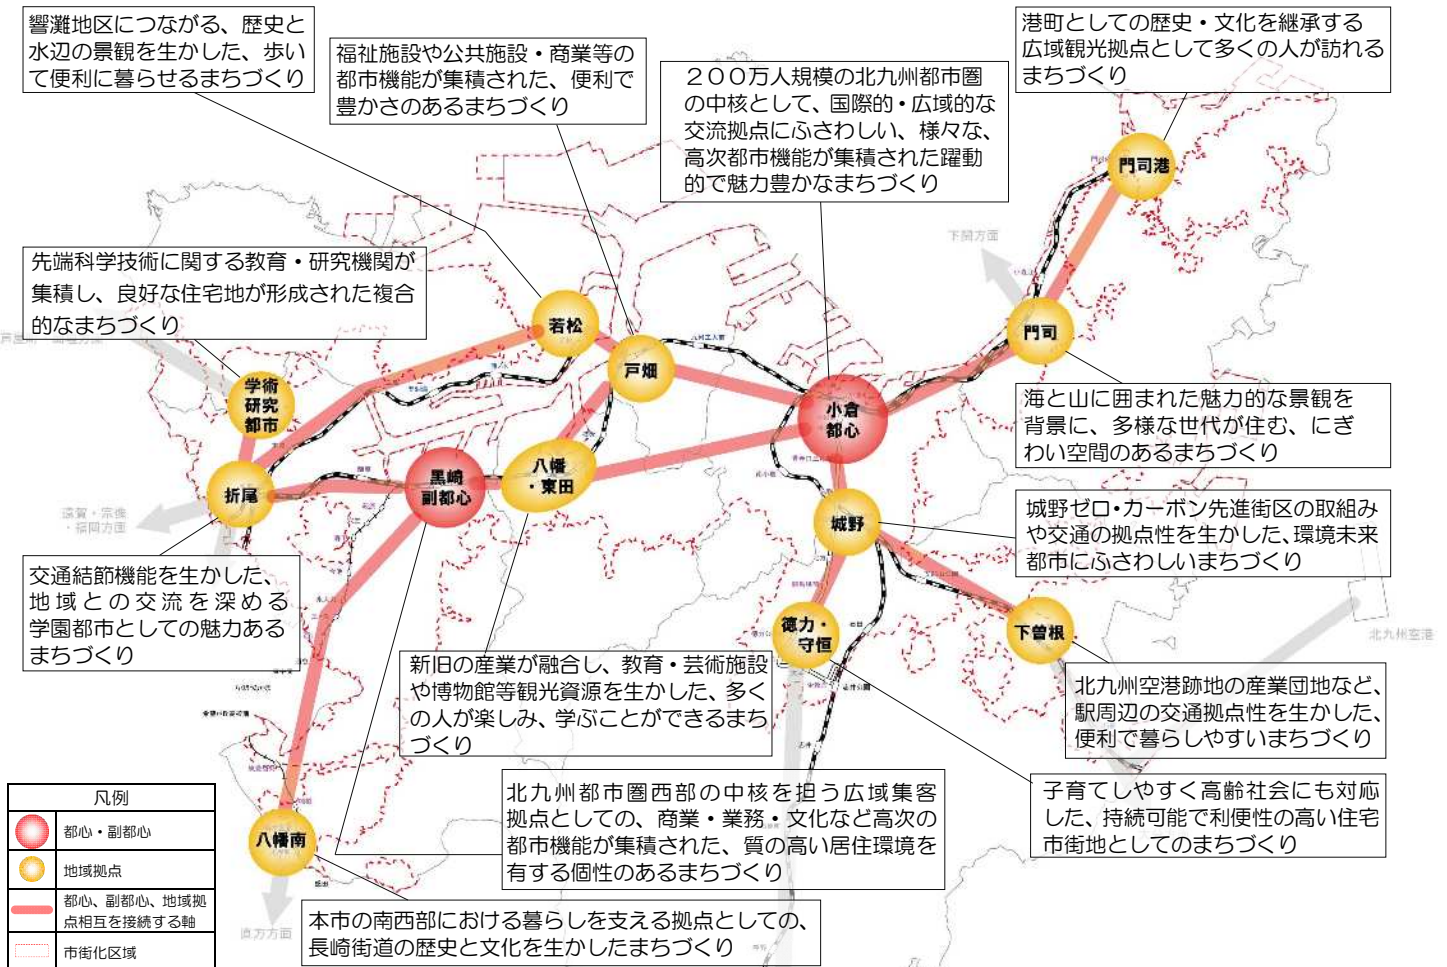 響灘地区につながる、歴史と
水辺の景観を生かした、歩い
て便利に暮らせるまちづくり
福祉施設や公共施設・商業等の
都市機能が集積された、便利で
豊かさのあるまちづくり
２００万人規模の北九州都市圏
の中核として、国際的・広域的な
交流拠点にふさわしい、様々な、
高次都市機能が集積された躍動
的で魅力豊かなまちづくり
港町としての歴史・文化を継承する
広域観光拠点として多くの人が訪れる
まちづくり
門司港
下関方面
先端科学技術に関する教育・研究機関が
集積し、良好な住宅地が形成された複合
的なまちづくり
若松
戸畑
門司
学術
研究
都市
小倉
都心
海と山に囲まれた魅力的な景観を
背景に、多様な世代が住む、にぎ
わい空間のあるまちづくり
折尾
黒崎
副都心
八幡
・東田
遠賀・宗像
・福岡方面
城野
城野ゼロ・カーボン先進街区の取組み
や交通の拠点性を生かした、環境未来
都市にふさわしいまちづくり
交通結節機能を生かした、
地域との交流を深める
学園都市としての魅力ある
まちづくり
徳力・
守恒
下曽根
北九州空港
新旧の産業が融合し、教育・芸術施設
や博物館等観光資源を生かした、多く
の人が楽しみ、学ぶことができるまち
づくり
北九州空港跡地の産業団地など、
駅周辺の交通拠点性を生かした、
便利で暮らしやすいまちづくり
北九州都市圏西部の中核を担う広域集客
拠点としての、商業・業務・文化など高次の
都市機能が集積された、質の高い居住環境を
有する個性のあるまちづくり
子育てしやすく高齢社会にも対応
した、持続可能で利便性の高い住宅
市街地としてのまちづくり
八幡南
直方方面
本市の南西部における暮らしを支える拠点としての、
長崎街道の歴史と文化を生かしたまちづくり
凡例
都心・副都心
地域拠点
都心、副都心、地域拠
点相互を接続する軸
市街化区域